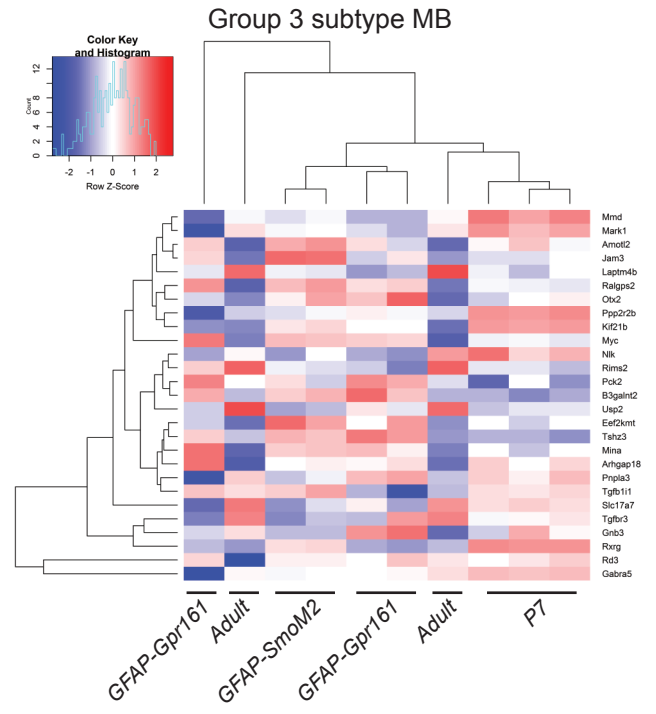 Group 3 subtype MB
Color Key
and Histogram
Count
0 2 4 6 8 12
-2 -1 0 1 2
Row Z-Score
Mmd
Mark1
Amotl2
Jam3
Laptm4b
Ralgps2
Otx2
Ppp2r2b
Kif21b
Myc
Nlk
Rims2
Pck2
B3galnt2
Usp2
Eef2kmt
Tshz3
Mina
Arhgap18
Pnpla3
Tgfb1i1
Slc17a7
Tgfbr3
Gnb3
Rxrg
Rd3
Gabra5
GFAP-Gpr161
Adult
GFAP-SmoM2
GFAP-Gpr161
Adult
P7